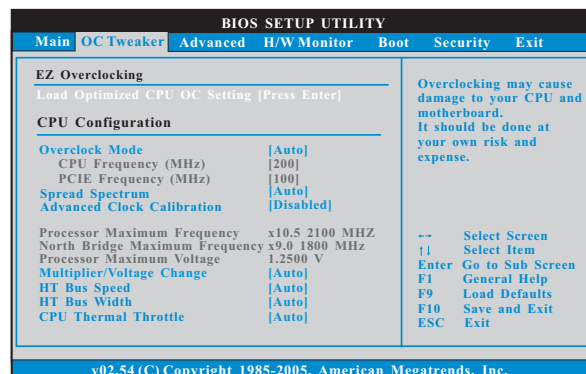 BIOS SETUP UTILITY
Main OC Tweaker Advanced H/W Monitor Boot Security Exit
EZ Overclocking
Load Optimized CPU OC Setting [Press Enter]
CPU Configuration
Overclock Mode [Auto]
CPU Frequency (MHz) [200]
PCIE Frequency (MHz) [100]
Spread Spectrum [Auto]
Advanced Clock Calibration [Disabled]
Processor Maximum Frequency x10.5 2100 MHZ
North Bridge Maximum Frequency x9.0 1800 MHz
Processor Maximum Voltage 1.2500 V
Multiplier/Voltage Change [Auto]
HT Bus Speed [Auto]
HT Bus Width [Auto]
CPU Thermal Throttle [Auto]
Overclocking may cause
damage to your CPU and
motherboard.
It should be done at
your own risk and
expense.
←→ Select Screen
↑↓ Select Item
Enter Go to Sub Screen
F1 General Help
F9 Load Defaults
F10 Save and Exit
ESC Exit
v02.54 (C) Copyright 1985-2005, American Megatrends, Inc.